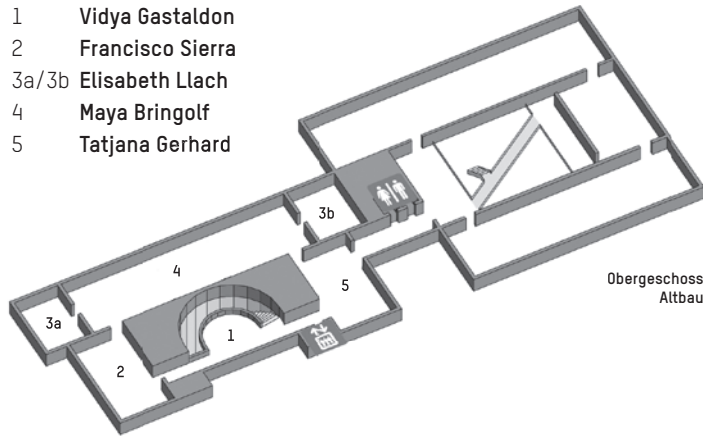 1 Vidya Gastaldon
2 Francisco Sierra
3a/3b Elisabeth Llach
4 Maya Bringolf
5 Tatjana Gerhard
3b
4
5
3a
1
2
Obergeschoss
Altbau